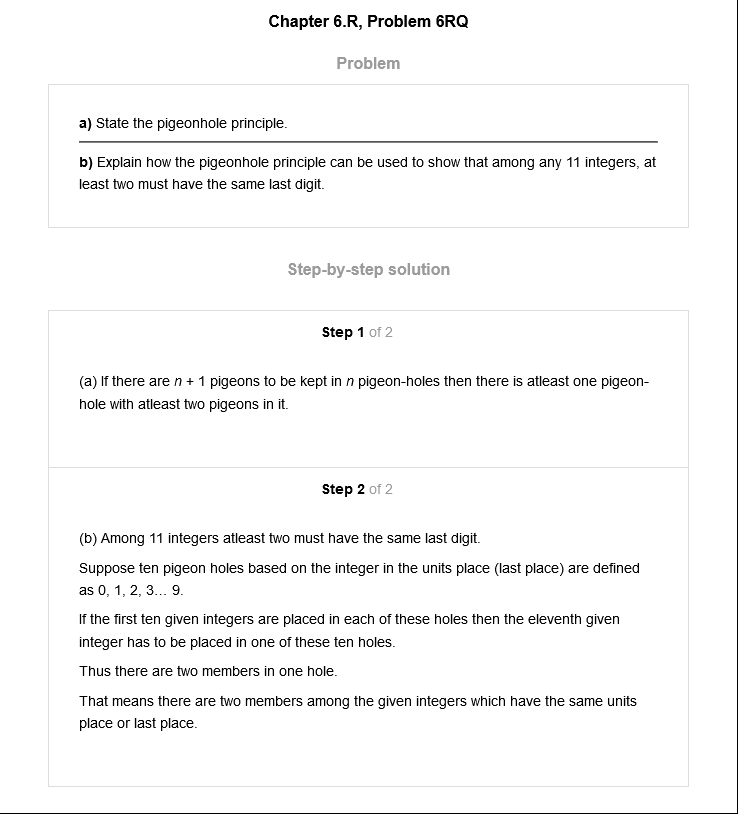 Chapter 6.R, Problem 6RQ
Problem
a) State the pigeonhole principle.
b) Explain how the pigeonhole principle can be used to show that among any 11 integers, at
least two must have the same last digit.
Step-by-step solution
Step 1 of 2
(a) If there are n + 1 pigeons to be kept in n pigeon-holes then there is atleast one pigeon-
hole with atleast two pigeons in it.
Step 2 of 2
(b) Among 11 integers atleast two must have the same last digit.
Suppose ten pigeon holes based on the integer in the units place (last place) are defined
as 0, 1, 2, 3... 9.
If the first ten given integers are placed in each of these holes then the eleventh given
integer has to be placed in one of these ten holes.
Thus there are two members in one hole.
That means there are two members among the given integers which have the same units
place or last place.